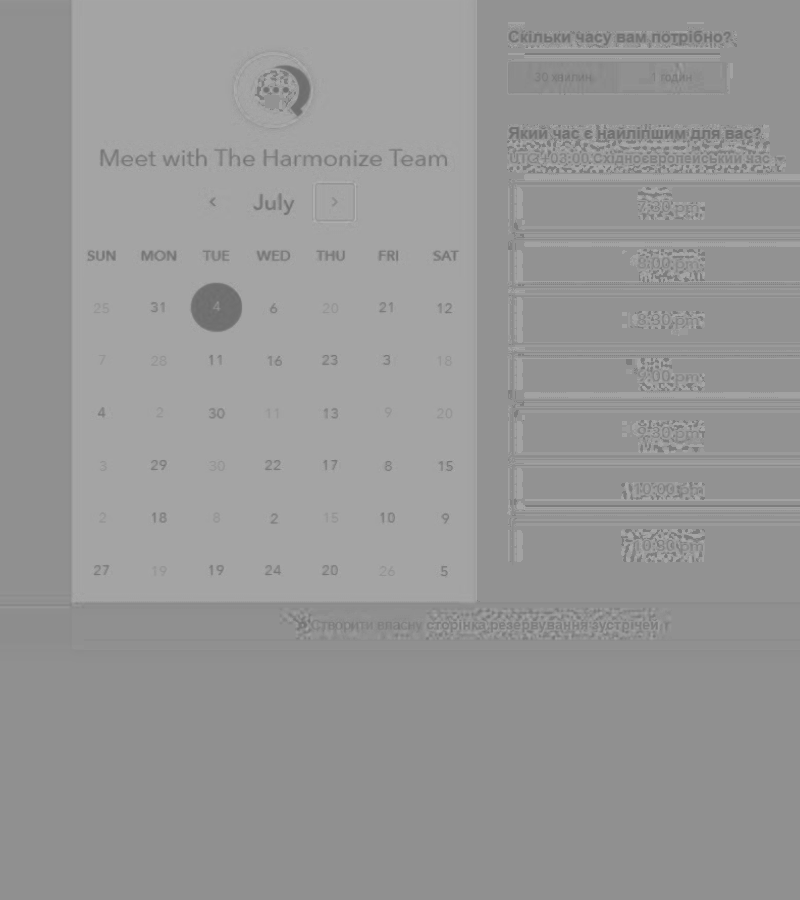 Meet with The Harmonize Team
‹ July ›
SUN MON TUE WED THU FRI SAT
25 31 4 6 20 21 12
7 28 11 16 23 3 18
4 2 30 11 13 9 20
3 29 30 22 17 8 15
2 18 8 2 15 10 9
27 19 19 24 20 26 5
Скільки часу вам потрібно?
30 хвилин 1 годин
Який час є найліпшим для вас?
UTC+03:00 Східноєвропейський час
7:30 pm
8:00 pm
8:30 pm
9:00 pm
9:30 pm
10:00 pm
10:30 pm
Створити власну сторінка резервування зустрічей